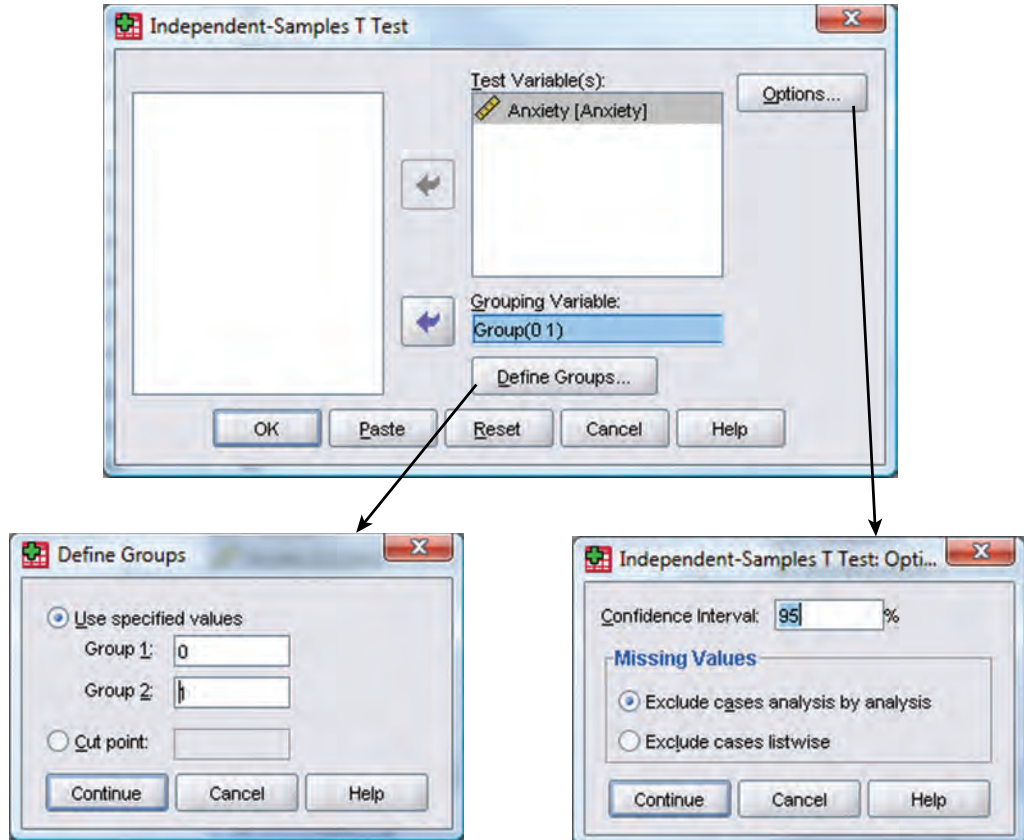 Independent-Samples T Test
Test Variable(s):
Anxiety [Anxiety]
Options...
Grouping Variable:
Group(0 1)
Define Groups...
OK Paste Reset Cancel Help
Define Groups
Use specified values
Group 1: 0
Group 2: 1
Cut point:
Continue Cancel Help
Independent-Samples T Test: Opti...
Confidence Interval: 95 %
Missing Values
Exclude cases analysis by analysis
Exclude cases listwise
Continue Cancel Help